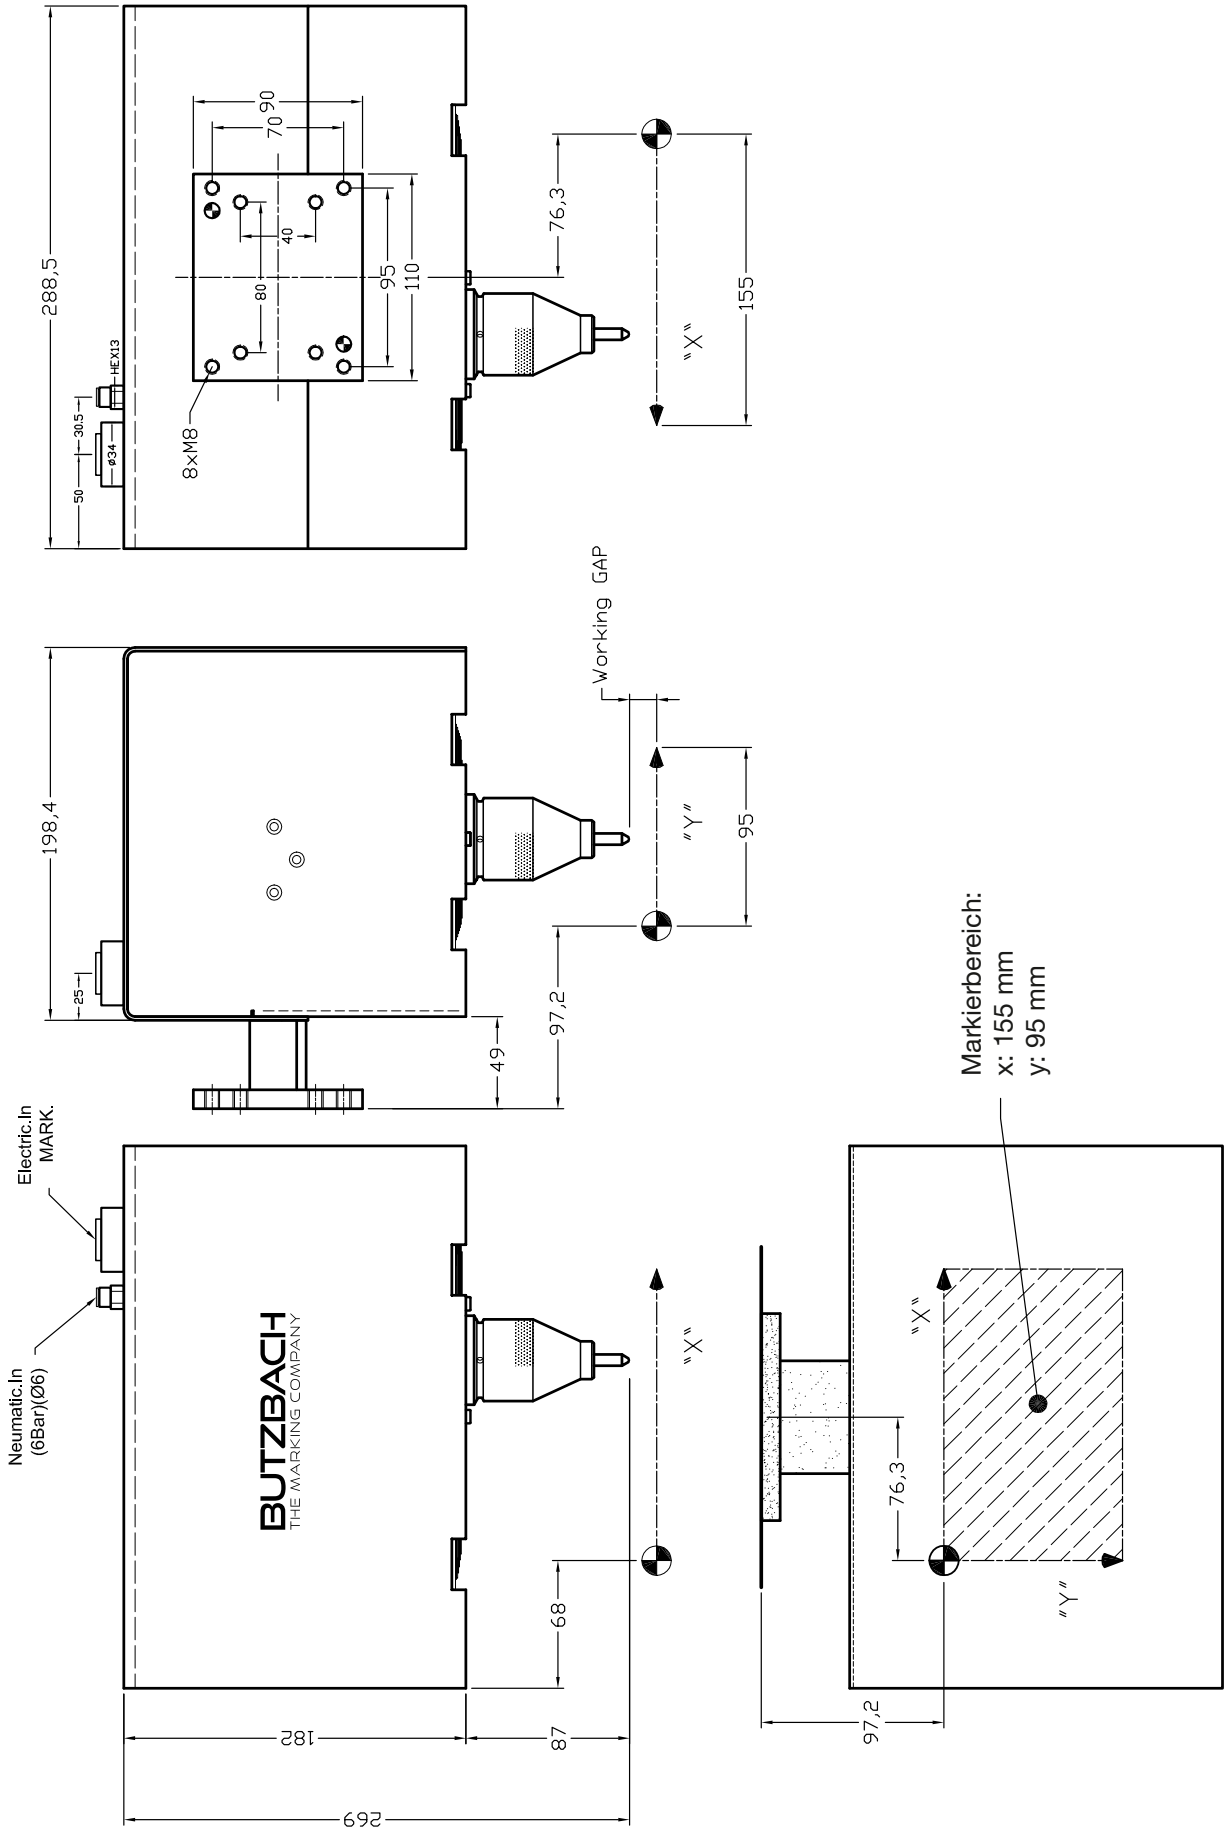 Neumatic.In
(6Bar)(Ø6)
Electric.In
MARK.
BUTZBACH
THE MARKING COMPANY
182
269
87
68
"X"
198,4
25
49
97,2
"Y"
95
Working GAP
288,5
50
30.5
ø34
HEX13
8xM8
90
70
40
80
95
110
76,3
"X"
155
97,2
76,3
"X"
"Y"
Markierbereich:
x: 155 mm
y: 95 mm